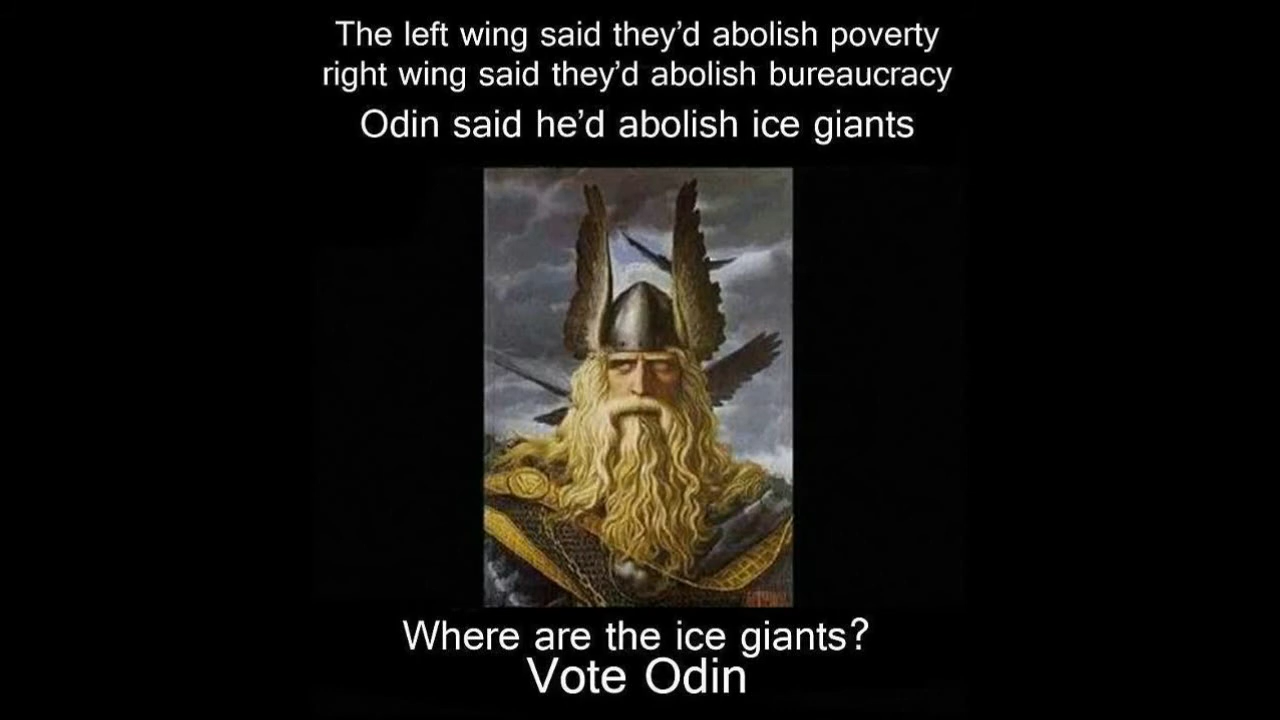 The left wing said they’d abolish poverty
right wing said they’d abolish bureaucracy
Odin said he’d abolish ice giants
Where are the ice giants?
Vote Odin